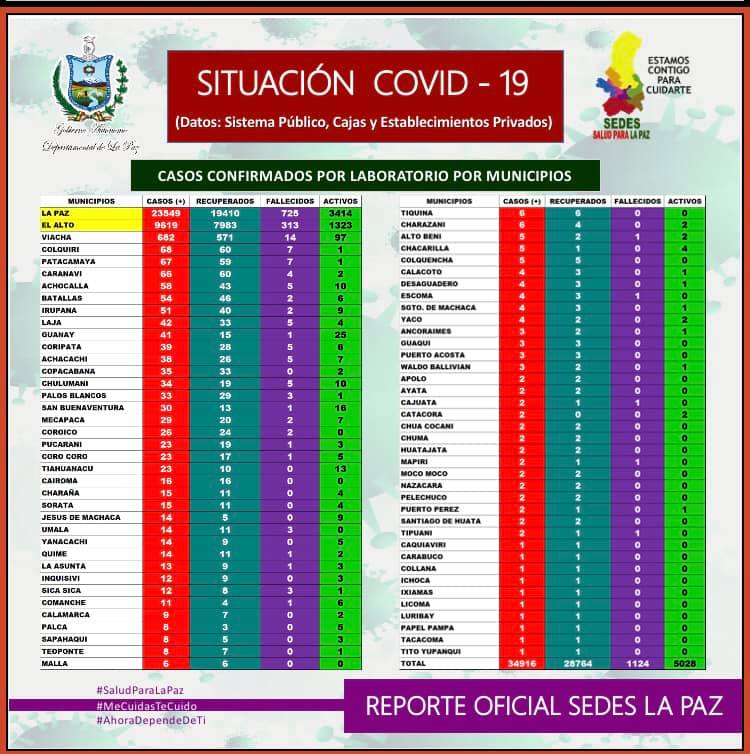 Gobierno Autónomo
Departamental de La Paz
SITUACIÓN COVID - 19
(Datos: Sistema Público, Cajas y Establecimientos Privados)
ESTAMOS
CONTIGO
PARA
CUIDARTE
SEDES
SALUD PARA LA PAZ
CASOS CONFIRMADOS POR LABORATORIO POR MUNICIPIOS
MUNICIPIOS CASOS (+) RECUPERADOS FALLECIDOS ACTIVOS
LA PAZ 23549 19410 725 3414
EL ALTO 9619 7983 313 1323
VIACHA 682 571 14 97
COLQUIRI 68 60 7 1
PATACAMAYA 67 59 7 1
CARANAVI 66 60 4 2
ACHOCALLA 58 43 5 10
BATALLAS 54 46 2 6
IRUPANA 51 40 2 9
LAJA 42 33 5 4
GUANAY 41 15 1 25
CORIPATA 39 28 5 6
ACHACACHI 38 26 5 7
COPACABANA 35 33 0 2
CHULUMANI 34 19 5 10
PALOS BLANCOS 33 29 3 1
SAN BUENAVENTURA 30 13 1 16
MECAPACA 29 20 2 7
COROICO 26 24 2 0
PUCARANI 23 19 1 3
CORO CORO 23 17 1 5
TIAHUANACU 23 10 0 13
CAIROMA 16 16 0 0
CHARAÑA 15 11 0 4
SORATA 15 11 0 4
JESUS DE MACHACA 14 5 0 9
UMALA 14 11 3 0
YANACACHI 14 9 0 5
QUIME 14 11 1 2
LA ASUNTA 13 9 1 3
INQUISIVI 12 9 0 3
SICA SICA 12 8 3 1
COMANCHE 11 4 1 6
CALAMARCA 9 7 0 2
PALCA 8 3 0 5
SAPAHAQUI 8 5 0 3
TEOPONTE 8 7 0 1
MALLA 6 6 0 0
MUNICIPIOS CASOS (+) RECUPERADOS FALLECIDOS ACTIVOS
TIQUINA 6 6 0 0
CHARAZANI 6 4 0 2
ALTO BENI 5 2 1 2
CHACARILLA 5 1 0 4
COLQUENCHA 5 5 0 0
CALACOTO 4 3 0 1
DESAGUADERO 4 3 0 1
ESCOMA 4 3 1 0
SGTO. DE MACHACA 4 3 0 1
YACO 4 2 0 2
ANCORAIMES 3 2 0 1
GUAQUI 3 3 0 0
PUERTO ACOSTA 3 3 0 0
WALDO BALLIVIAN 3 2 0 1
APOLO 2 2 0 0
AYATA 2 2 0 0
CAJUATA 2 1 1 0
CATACORA 2 0 0 2
CHUA COCANI 2 2 0 0
CHUMA 2 2 0 0
HUATAJATA 2 2 0 0
MAPIRI 2 1 1 0
MOCO MOCO 2 2 0 0
NAZACARA 2 2 0 0
PELECHUCO 2 2 0 0
PUERTO PEREZ 2 1 0 1
SANTIAGO DE HUATA 2 2 0 0
TIPUANI 2 1 1 0
CAQUIAVIRI 1 1 0 0
CARABUCO 1 1 0 0
COLLANA 1 1 0 0
ICHOCA 1 1 0 0
IXIAMAS 1 1 0 0
LICOMA 1 1 0 0
LURIBAY 1 1 0 0
PAPEL PAMPA 1 1 0 0
TACACOMA 1 1 0 0
TITO YUPANQUI 1 1 0 0
TOTAL 34916 28764 1124 5028
#SaludParaLaPaz
#MeCuidasTeCuido
#AhoraDependeDeTi
REPORTE OFICIAL SEDES LA PAZ